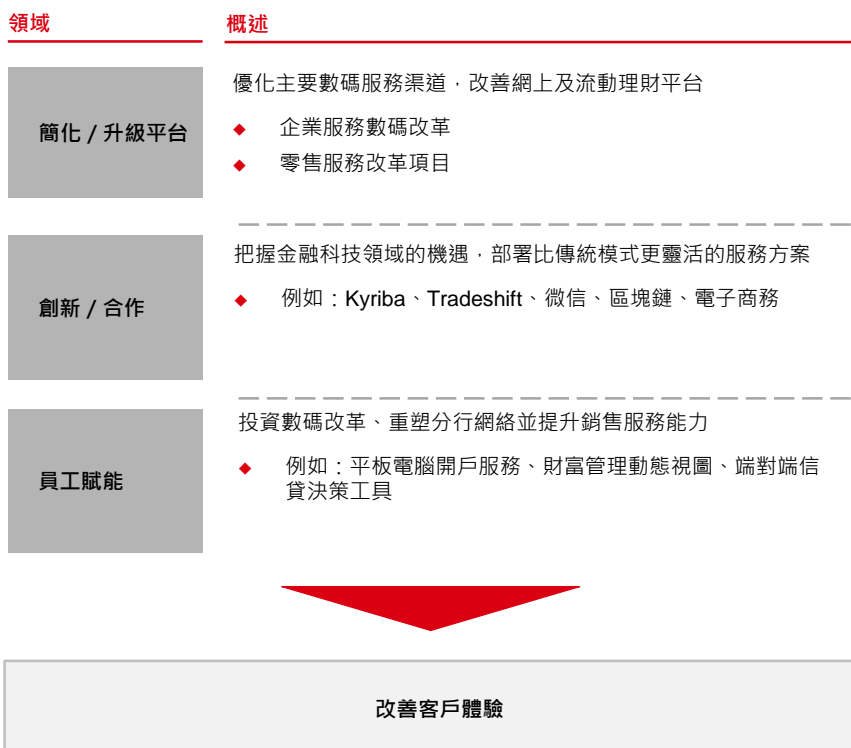 領域
概述
簡化 / 升級平台
優化主要數碼服務渠道，改善網上及流動理財平台
◆ 企業服務數碼改革
◆ 零售服務改革項目
創新 / 合作
把握金融科技領域的機遇，部署比傳統模式更靈活的服務方案
◆ 例如：Kyriba、Tradeshift、微信、區塊鏈、電子商務
員工賦能
投資數碼改革、重塑分行網絡並提升銷售服務能力
◆ 例如：平板電腦開戶服務、財富管理動態視圖、端對端信
貸決策工具
改善客戶體驗